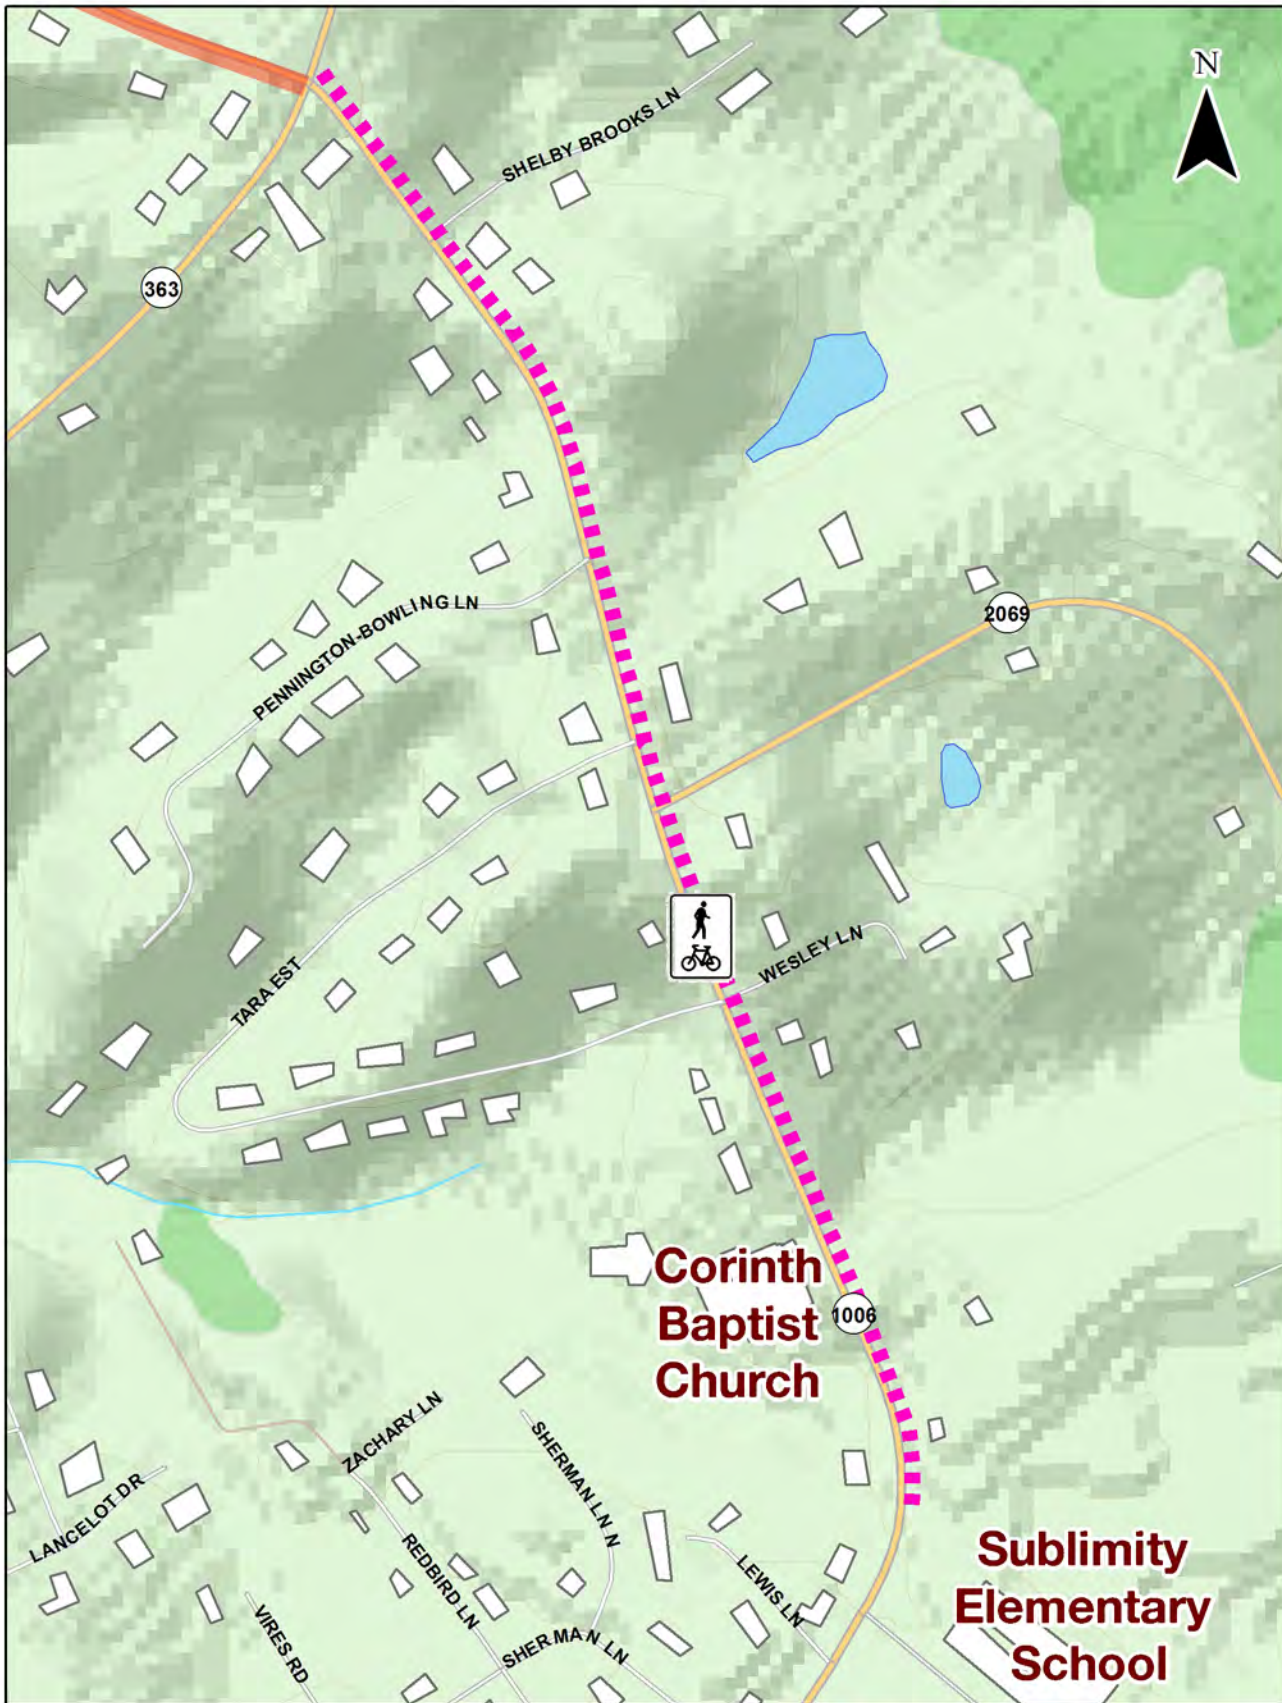 N
SHELBY BROOKS LN
363
PENNINGTON-BOWLING LN
2069
TARA EST
WESLEY LN
Corinth
Baptist
Church
1006
ZACHARY LN
SHERMAN LN N
LANCELOT DR
REDBIRD LN
LEWIS LN
VIRES RD
SHERMAN LN
Sublimity
Elementary
School